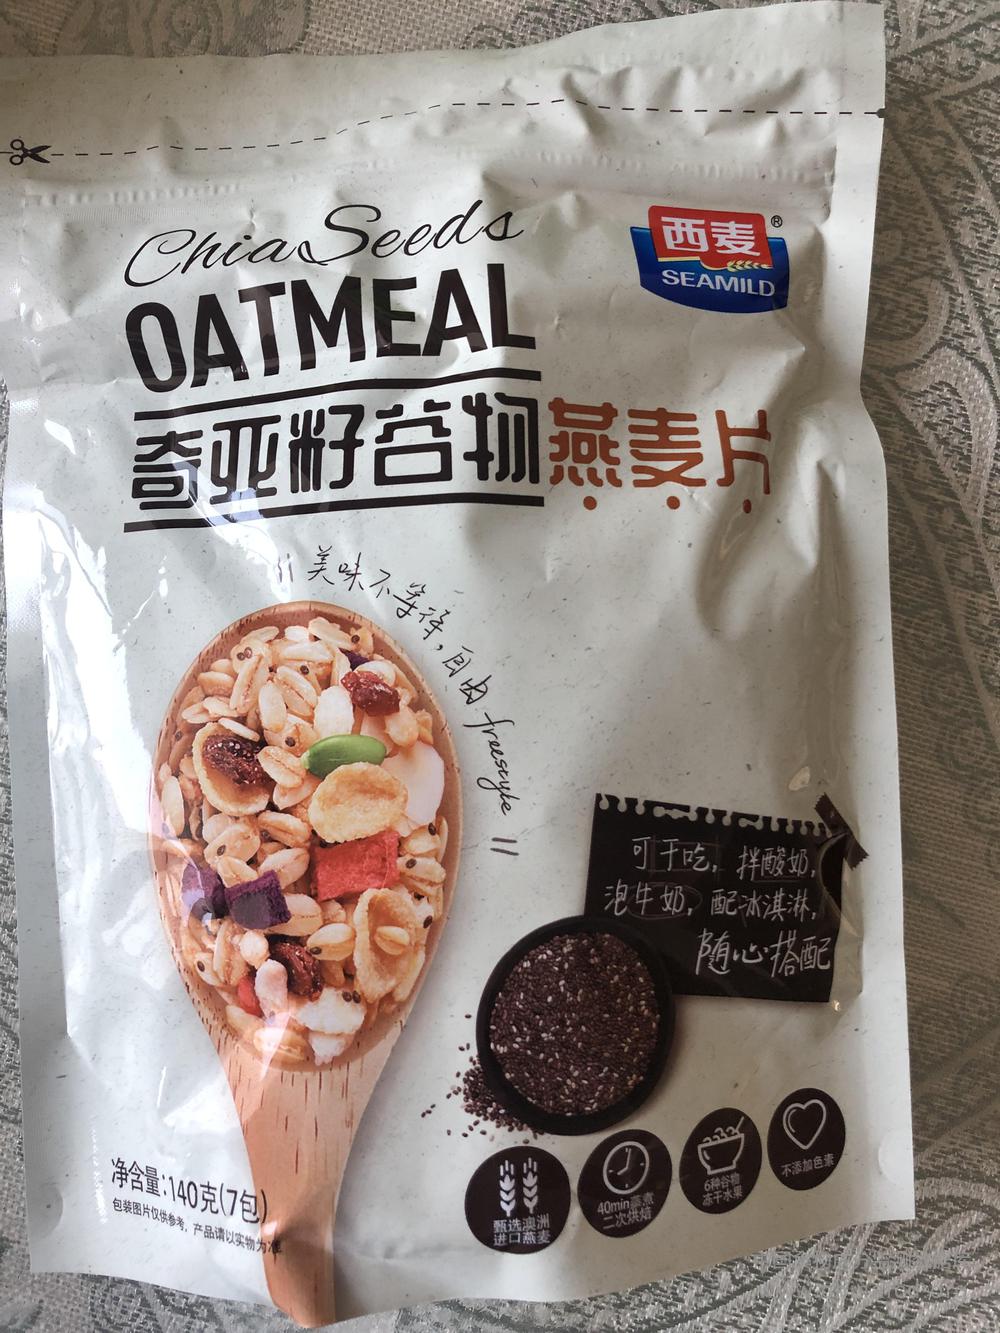 Chia Seeds
OATMEAL
西麦®
SEAMILD
奇亚籽谷物燕麦片
美味不等待,自由freestyle
可干吃,拌酸奶,
泡牛奶,配冰淇淋,
随心搭配
甄选澳洲
进口燕麦
40min蒸煮
二次烘焙
6种谷物
冻干水果
不添加色素
净含量:140克(7包)
包装图片仅供参考,产品请以实物为准